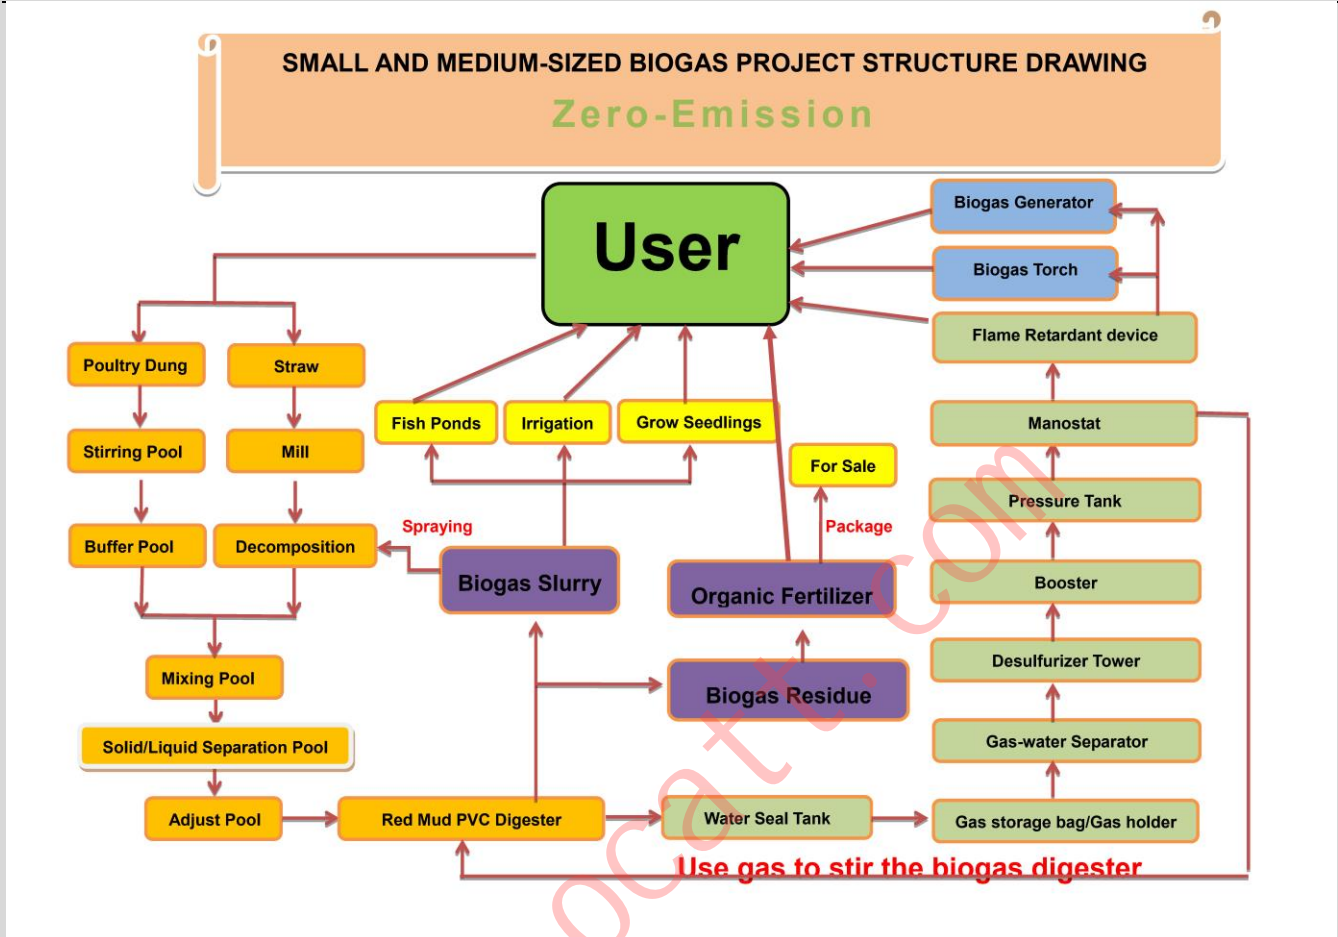 SMALL AND MEDIUM-SIZED BIOGAS PROJECT STRUCTURE DRAWING
Zero-Emission
User
Biogas Generator
Biogas Torch
Flame Retardant device
Poultry Dung
Straw
Fish Ponds
Irrigation
Grow Seedlings
Manostat
Stirring Pool
Mill
For Sale
Pressure Tank
Spraying
Package
Buffer Pool
Decomposition
Biogas Slurry
Organic Fertilizer
Booster
Mixing Pool
Biogas Residue
Desulfurizer Tower
Solid/Liquid Separation Pool
Gas-water Separator
Adjust Pool
Red Mud PVC Digester
Water Seal Tank
Gas storage bag/Gas holder
Use gas to stir the biogas digester
ocatt.com